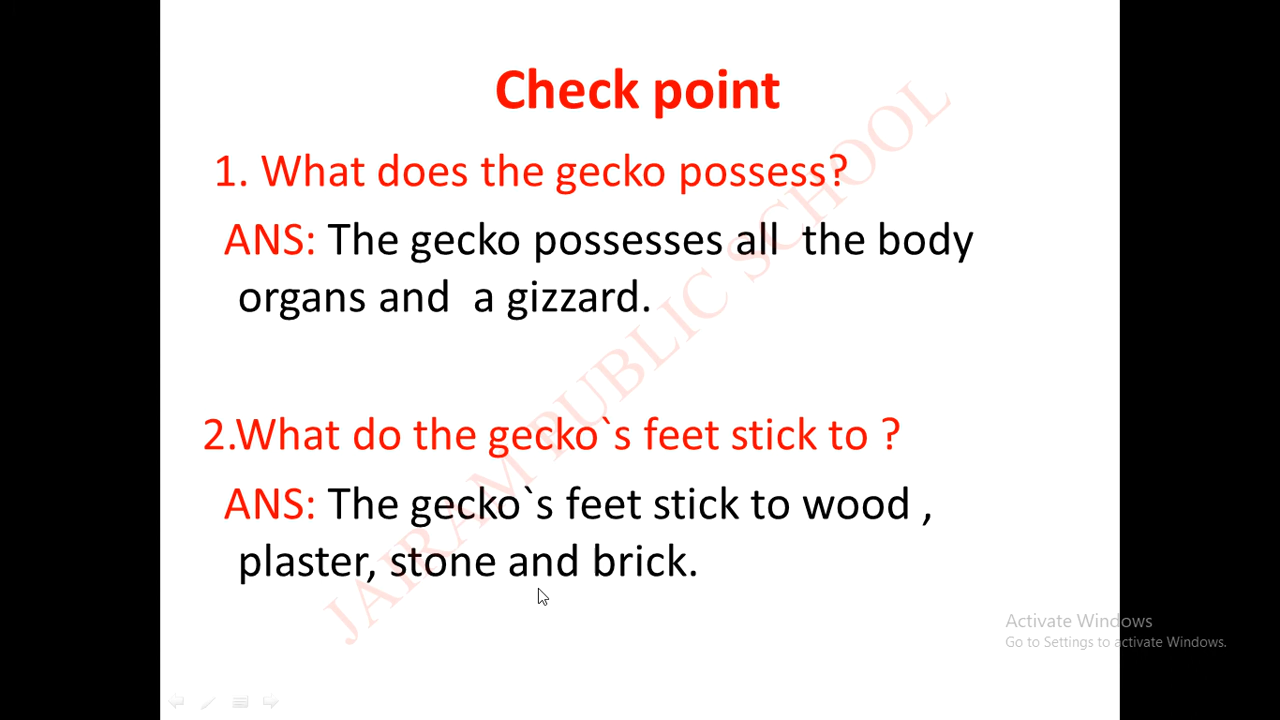 Check point
1. What does the gecko possess?
ANS: The gecko possesses all the body
organs and a gizzard.
2.What do the gecko`s feet stick to ?
ANS: The gecko`s feet stick to wood ,
plaster, stone and brick.
JAIRAM PUBLIC SCHOOL
Activate Windows
Go to Settings to activate Windows.